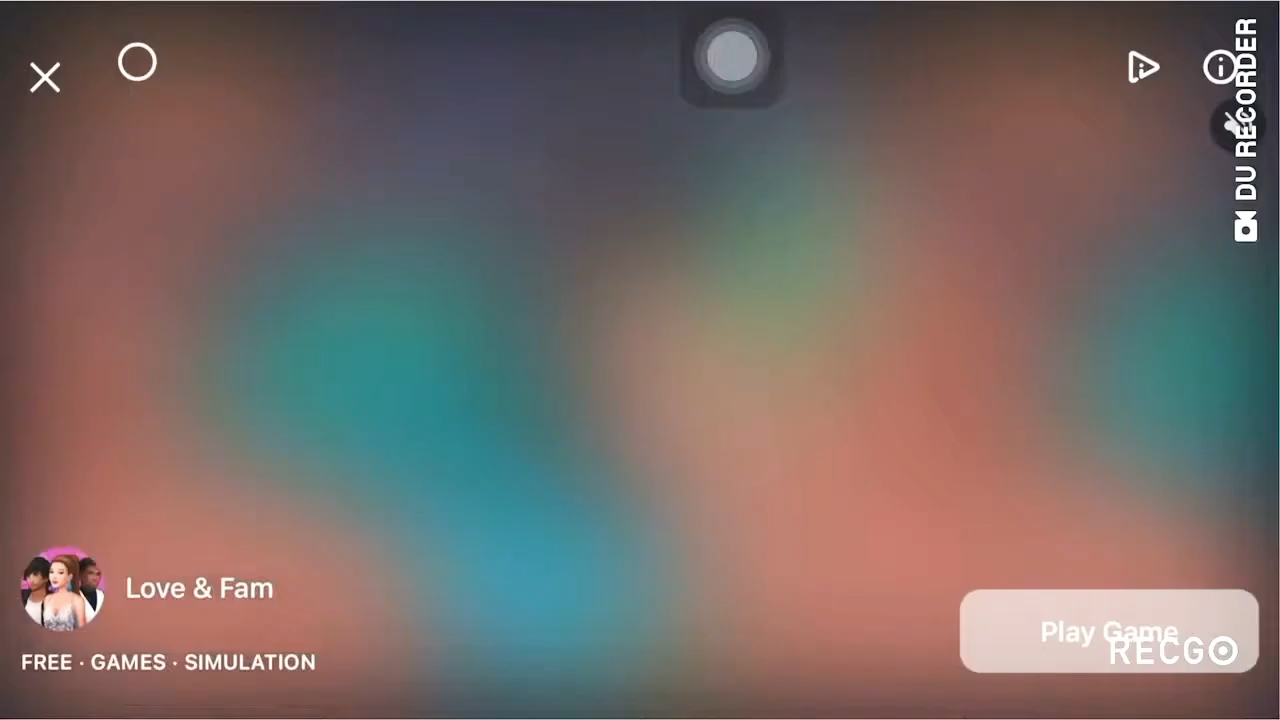 DU RECORDER
Love & Fam
FREE · GAMES · SIMULATION
Play Game
RECGO